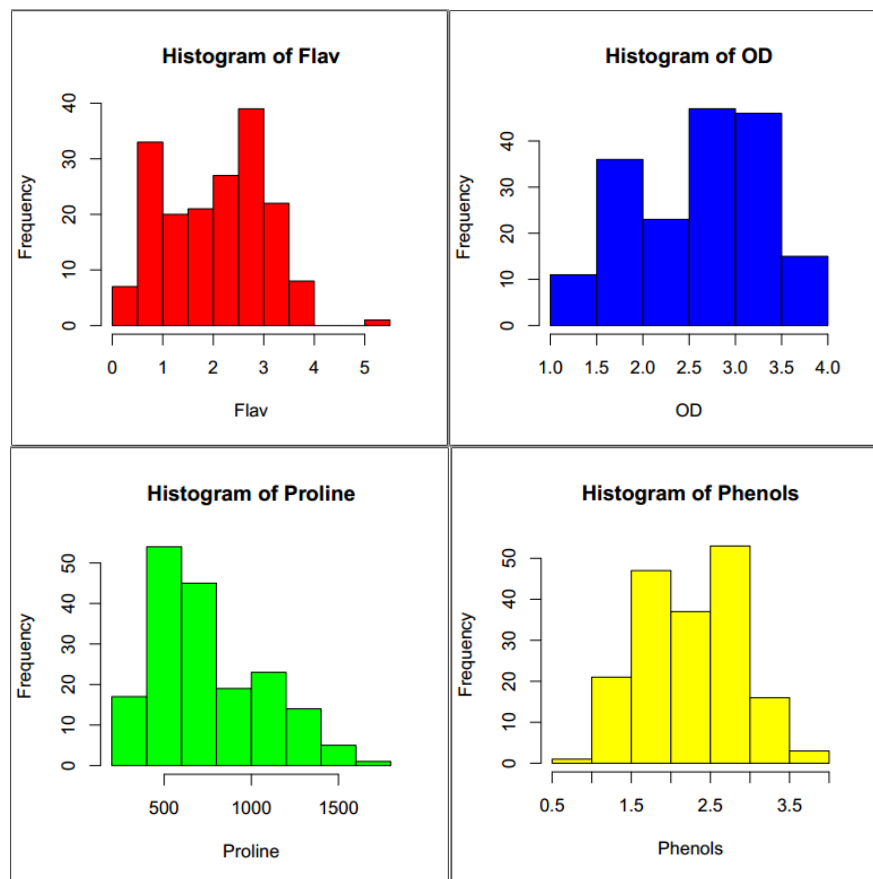 Histogram of Flav
Frequency
40
30
20
10
0
0 1 2 3 4 5
Flav
Histogram of OD
Frequency
40
30
20
10
0
1.0 1.5 2.0 2.5 3.0 3.5 4.0
OD
Histogram of Proline
Frequency
50
40
30
20
10
0
500 1000 1500
Proline
Histogram of Phenols
Frequency
50
40
30
20
10
0
0.5 1.5 2.5 3.5
Phenols